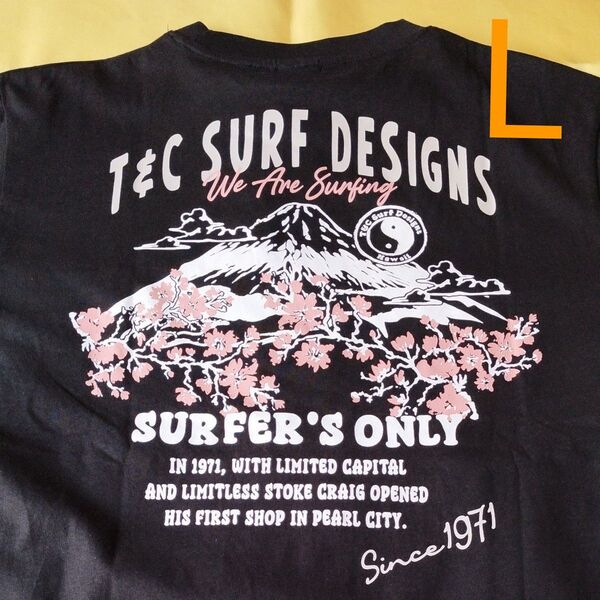 L
T&C SURF DESIGNS
We Are Surfing
T&C Surf Designs
Hawaii
SURFER'S ONLY
IN 1971, WITH LIMITED CAPITAL
AND LIMITLESS STOKE CRAIG OPENED
HIS FIRST SHOP IN PEARL CITY.
Since 1971